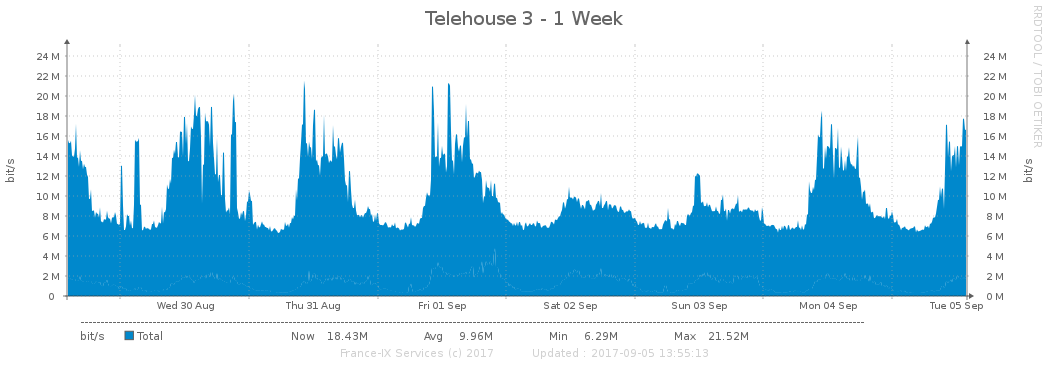 Telehouse 3 - 1 Week
RRDTOOL / TOBI OETIKER
24 M 24 M
22 M 22 M
20 M 20 M
18 M 18 M
16 M 16 M
14 M 14 M
12 M 12 M
10 M 10 M
8 M 8 M
6 M 6 M
4 M 4 M
2 M 2 M
0 0 M
bit/s bit/s
Wed 30 Aug Thu 31 Aug Fri 01 Sep Sat 02 Sep Sun 03 Sep Mon 04 Sep Tue 05 Sep
bit/s Total Now 18.43M Avg 9.96M Min 6.29M Max 21.52M
France-IX Services (c) 2017 Updated : 2017-09-05 13:55:13